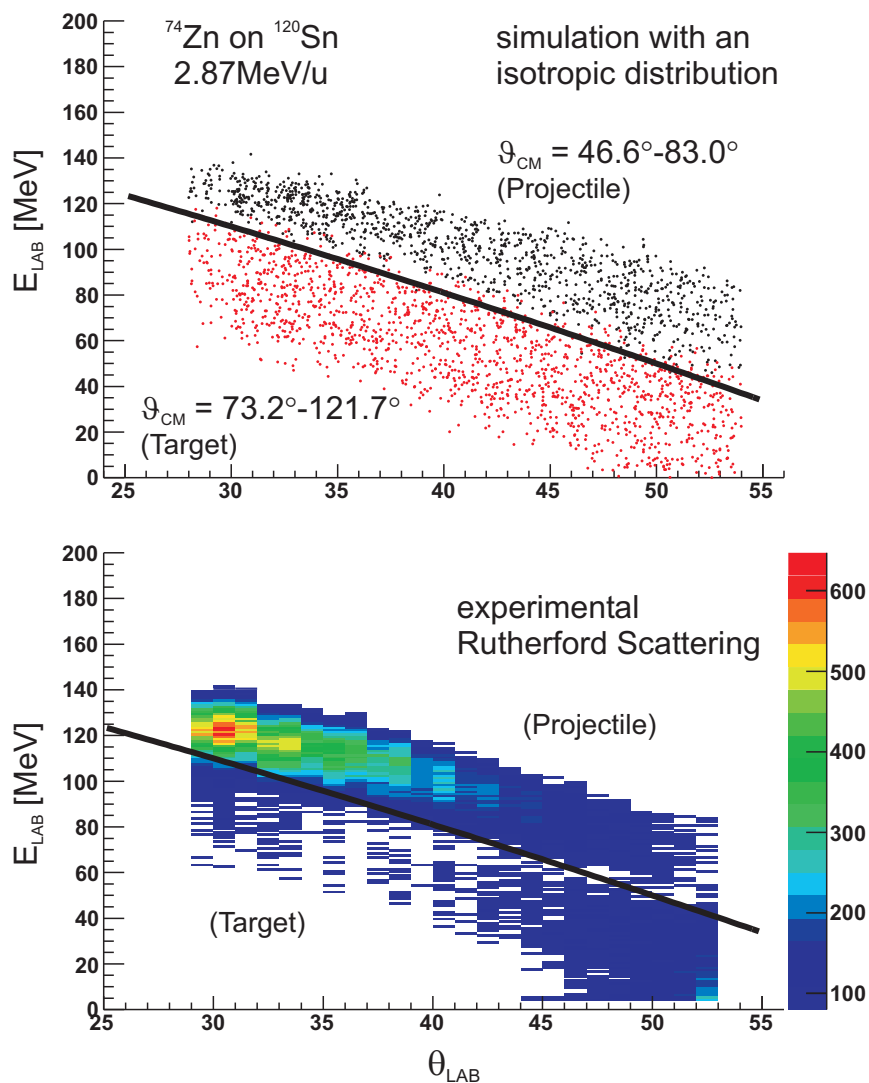 200
180
160
140
120
100
80
60
40
20
0
E_LAB [MeV]
⁷⁴Zn on ¹²⁰Sn
2.87MeV/u
simulation with an
isotropic distribution
ϑ_CM = 46.6°-83.0°
(Projectile)
ϑ_CM = 73.2°-121.7°
(Target)
25 30 35 40 45 50 55
200
180
160
140
120
100
80
60
40
20
0
E_LAB [MeV]
experimental
Rutherford Scattering
(Projectile)
(Target)
600
500
400
300
200
100
25 30 35 40 45 50 55
θ_LAB